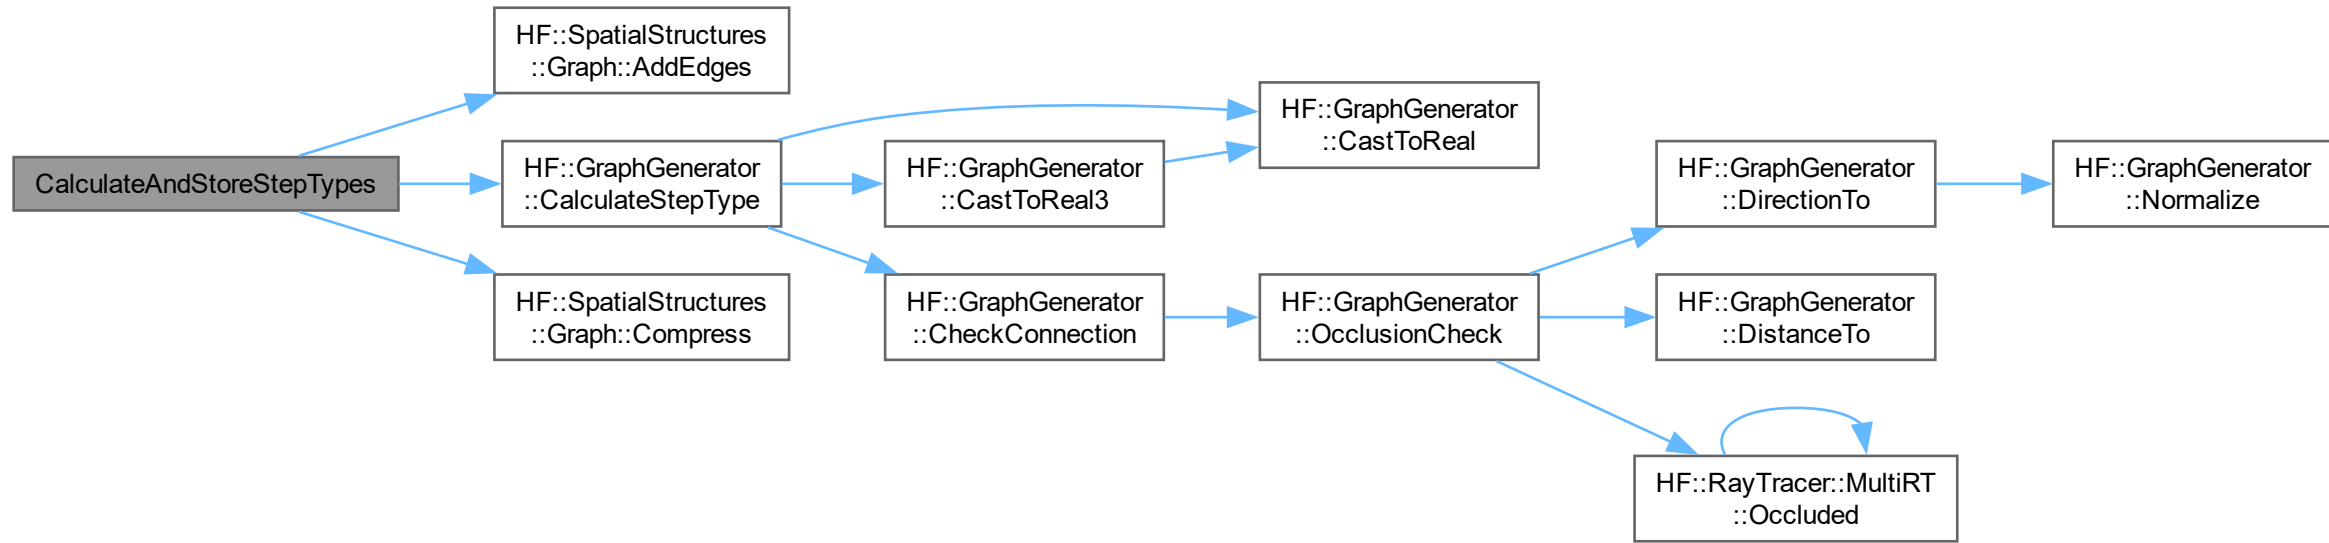 CalculateAndStoreStepTypes
HF::SpatialStructures
::Graph::AddEdges
HF::GraphGenerator
::CalculateStepType
HF::SpatialStructures
::Graph::Compress
HF::GraphGenerator
::CastToReal3
HF::GraphGenerator
::CheckConnection
HF::GraphGenerator
::CastToReal
HF::GraphGenerator
::OcclusionCheck
HF::GraphGenerator
::DirectionTo
HF::GraphGenerator
::DistanceTo
HF::RayTracer::MultiRT
::Occluded
HF::GraphGenerator
::Normalize